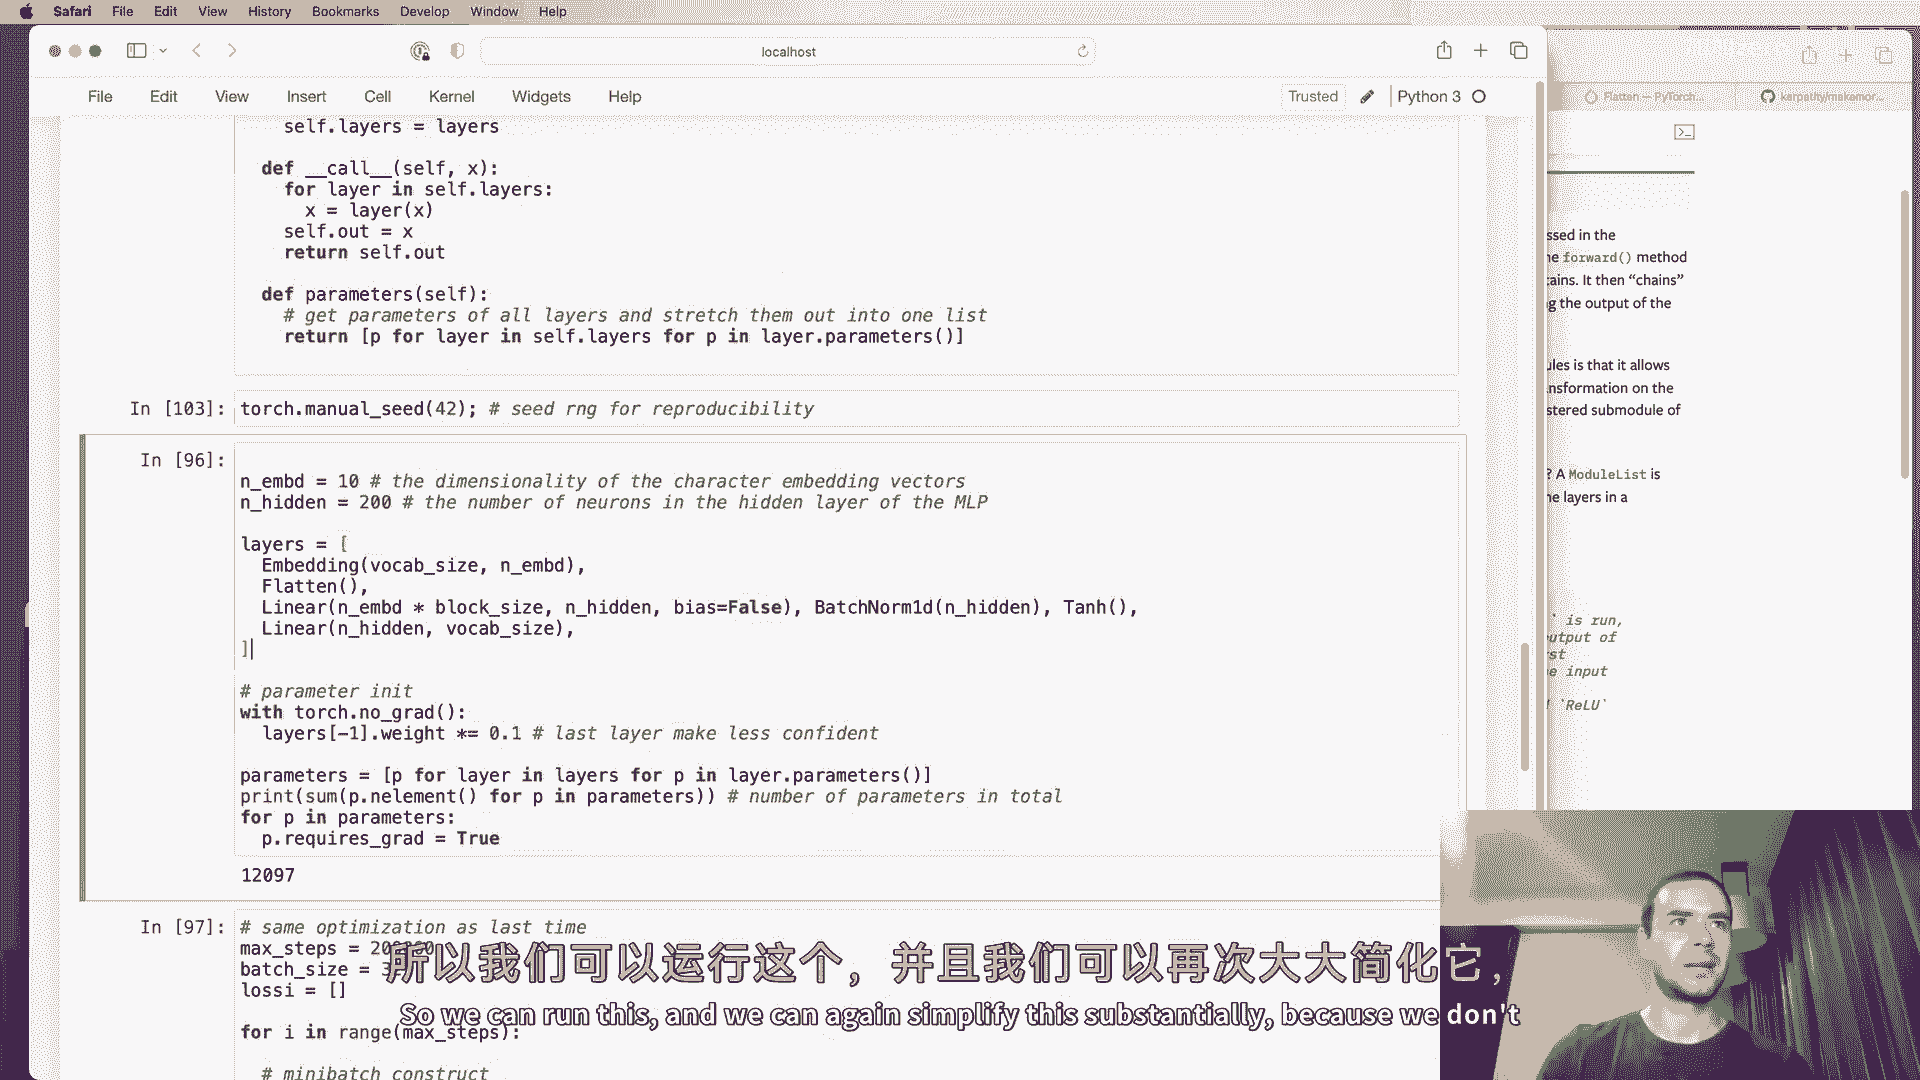 Safari File Edit View History Bookmarks Develop Window Help
localhost
File Edit View Insert Cell Kernel Widgets Help
Trusted Python 3
Flatten — PyTorch...
karpathy/makemor...
self.layers = layers
def __call__(self, x):
for layer in self.layers:
x = layer(x)
self.out = x
return self.out
def parameters(self):
# get parameters of all layers and stretch them out into one list
return [p for layer in self.layers for p in layer.parameters()]
In [103]: torch.manual_seed(42); # seed rng for reproducibility
In [96]:
n_embd = 10 # the dimensionality of the character embedding vectors
n_hidden = 200 # the number of neurons in the hidden layer of the MLP
layers = [
Embedding(vocab_size, n_embd),
Flatten(),
Linear(n_embd * block_size, n_hidden, bias=False), BatchNorm1d(n_hidden), Tanh(),
Linear(n_hidden, vocab_size),
]
# parameter init
with torch.no_grad():
layers[-1].weight *= 0.1 # last layer make less confident
parameters = [p for layer in layers for p in layer.parameters()]
print(sum(p.nelement() for p in parameters)) # number of parameters in total
for p in parameters:
p.requires_grad = True
12097
In [97]: # same optimization as last time
max_steps =
batch_size =
lossi = []
for i in range(max_steps):
# minibatch construct
ssed in the
forward() method
ains. It then “chains”
g the output of the
ules is that it allows
nsformation on the
stered submodule of
? A ModuleList is
he layers in a
` is run,
utput of
st
e input
`ReLU`
所以我们可以运行这个，并且我们可以再次大大简化它，
So we can run this, and we can again simplify this substantially, because we don't